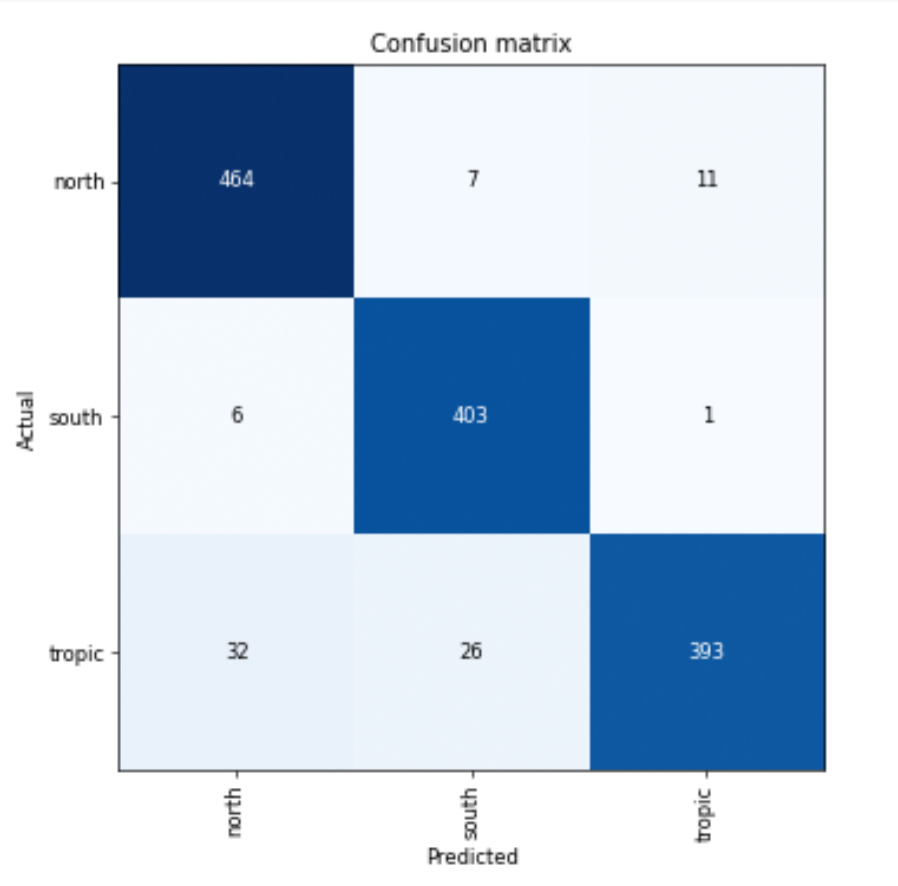 Confusion matrix
north 464 7 11
south 6 403 1
tropic 32 26 393
north south tropic
Predicted
Actual